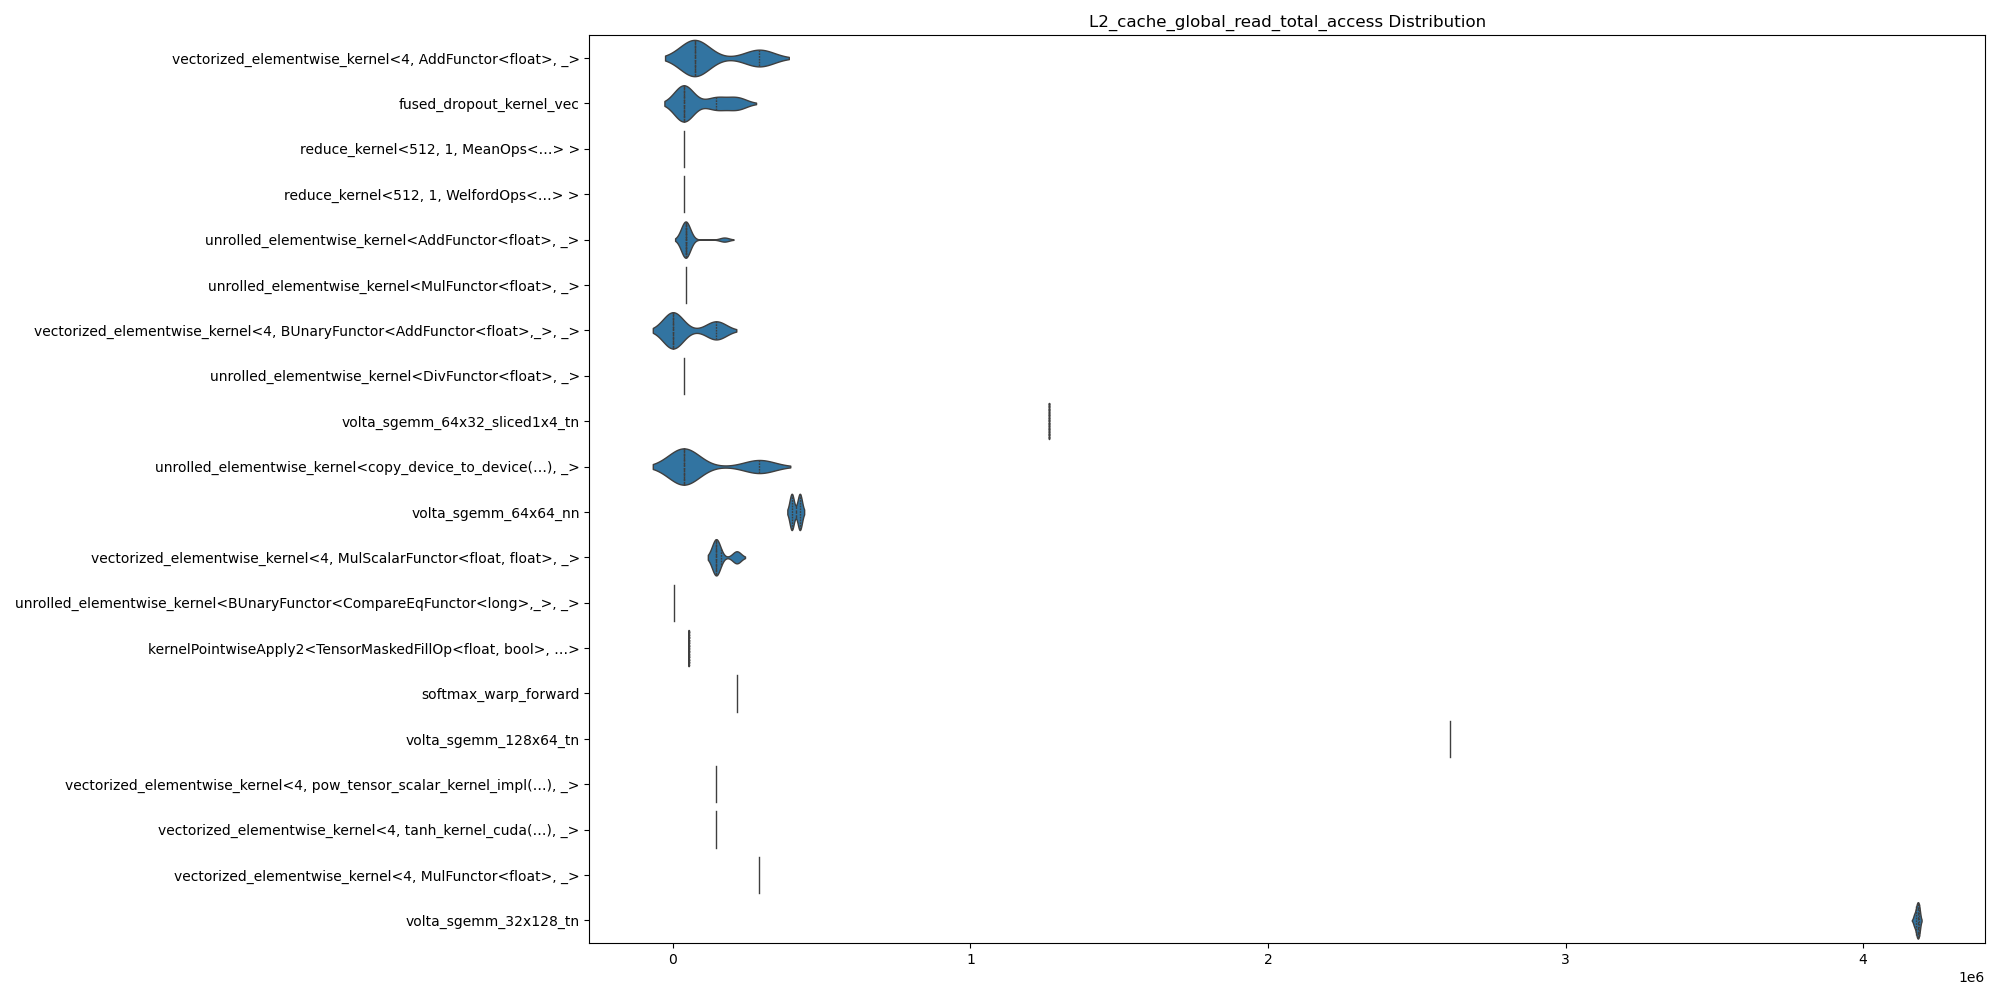 L2_cache_global_read_total_access Distribution
vectorized_elementwise_kernel<4, AddFunctor<float>, _>
fused_dropout_kernel_vec
reduce_kernel<512, 1, MeanOps<...> >
reduce_kernel<512, 1, WelfordOps<...> >
unrolled_elementwise_kernel<AddFunctor<float>, _>
unrolled_elementwise_kernel<MulFunctor<float>, _>
vectorized_elementwise_kernel<4, BUnaryFunctor<AddFunctor<float>,_>, _>
unrolled_elementwise_kernel<DivFunctor<float>, _>
volta_sgemm_64x32_sliced1x4_tn
unrolled_elementwise_kernel<copy_device_to_device(...), _>
volta_sgemm_64x64_nn
vectorized_elementwise_kernel<4, MulScalarFunctor<float, float>, _>
unrolled_elementwise_kernel<BUnaryFunctor<CompareEqFunctor<long>,_>, _>
kernelPointwiseApply2<TensorMaskedFillOp<float, bool>, ...>
softmax_warp_forward
volta_sgemm_128x64_tn
vectorized_elementwise_kernel<4, pow_tensor_scalar_kernel_impl(...), _>
vectorized_elementwise_kernel<4, tanh_kernel_cuda(...), _>
vectorized_elementwise_kernel<4, MulFunctor<float>, _>
volta_sgemm_32x128_tn
0 1 2 3 4
1e6